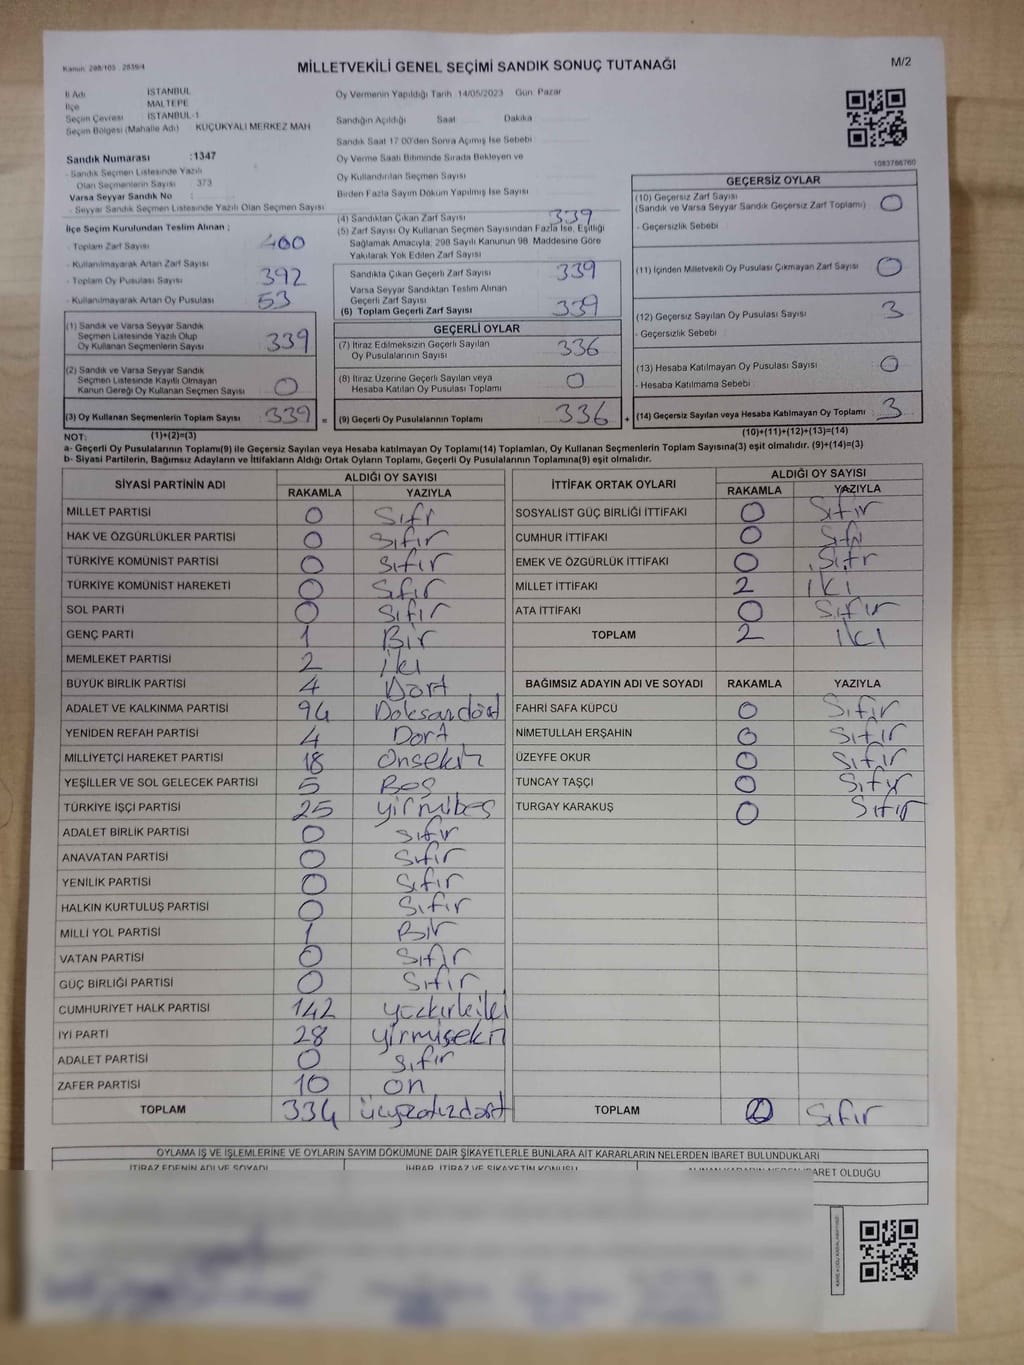 Kanun: 298/105 - 2839/4
MİLLETVEKİLİ GENEL SEÇİMİ SANDIK SONUÇ TUTANAĞI
M/2
İl Adı İSTANBUL
İlçe MALTEPE
Seçim Çevresi İSTANBUL-1
Seçim Bölgesi (Mahalle Adı) KÜÇÜKYALI MERKEZ MAH
Sandık Numarası :1347
- Sandık Seçmen Listesinde Yazılı
Olan Seçmenlerin Sayısı : 373
Varsa Seyyar Sandık No :
- Seyyar Sandık Seçmen Listesinde Yazılı Olan Seçmen Sayısı
İlçe Seçim Kurulundan Teslim Alınan ;
- Toplam Zarf Sayısı 400
- Kullanılmayarak Artan Zarf Sayısı
- Toplam Oy Pusulası Sayısı 392
- Kullanılmayarak Artan Oy Pusulası 53
(1) Sandık ve Varsa Seyyar Sandık
Seçmen Listesinde Yazılı Olup
Oy Kullanan Seçmenlerin Sayısı 339
(2) Sandık ve Varsa Seyyar Sandık
Seçmen Listesinde Kayıtlı Olmayan
Kanun Gereği Oy Kullanan Seçmen Sayısı 0
(3) Oy Kullanan Seçmenlerin Toplam Sayısı 339 =
Oy Vermenin Yapıldığı Tarih 14/05/2023 Gün Pazar
Sandığın Açıldığı Saat Dakika
Sandık Saat 17.00'den Sonra Açımış İse Sebebi
Oy Verme Saati Bitiminde Sırada Bekleyen ve
Oy Kullandırılan Seçmen Sayısı
Birden Fazla Sayım Döküm Yapılmış İse Sayısı
(4) Sandıktan Çıkan Zarf Sayısı 339
(5) Zarf Sayısı Oy Kullanan Seçmen Sayısından Fazla İse, Eşitliği
Sağlamak Amacıyla, 298 Sayılı Kanunun 98. Maddesine Göre
Yakılarak Yok Edilen Zarf Sayısı
Sandıkta Çıkan Geçerli Zarf Sayısı 339
Varsa Seyyar Sandıktan Teslim Alınan
Geçerli Zarf Sayısı
(6) Toplam Geçerli Zarf Sayısı 339
GEÇERLİ OYLAR
(7) İtiraz Edilmeksizin Geçerli Sayılan
Oy Pusulalarının Sayısı 336
(8) İtiraz Üzerine Geçerli Sayılan veya
Hesaba Katılan Oy Pusulası Toplamı 0
(9) Geçerli Oy Pusulalarının Toplamı 336 +
1083766760
GEÇERSİZ OYLAR
(10) Geçersiz Zarf Sayısı
(Sandık ve Varsa Seyyar Sandık Geçersiz Zarf Toplamı) 0
- Geçersizlik Sebebi
(11) İçinden Milletvekili Oy Pusulası Çıkmayan Zarf Sayısı 0
(12) Geçersiz Sayılan Oy Pusulası Sayısı 3
- Geçersizlik Sebebi :
(13) Hesaba Katılmayan Oy Pusulası Sayısı 0
- Hesaba Katılmama Sebebi :
(14) Geçersiz Sayılan veya Hesaba Katılmayan Oy Toplamı 3
NOT: (1)+(2)=(3)
(10)+(11)+(12)+(13)=(14)
a- Geçerli Oy Pusulalarının Toplamı(9) ile Geçersiz Sayılan veya Hesaba katılmayan Oy Toplamı(14) Toplamları, Oy Kullanan Seçmenlerin Toplam Sayısına(3) eşit olmalıdır. (9)+(14)=(3)
b- Siyasi Partilerin, Bağımsız Adayların ve İttifakların Aldığı Oyların Toplamı, Geçerli Oy Pusulalarının Toplamına(9) eşit olmalıdır.
SİYASİ PARTİNİN ADI ALDIĞI OY SAYISI
RAKAMLA YAZIYLA
MİLLET PARTİSİ 0 Sıfr
HAK VE ÖZGÜRLÜKLER PARTİSİ 0 Sıfır
TÜRKİYE KOMÜNİST PARTİSİ 0 Sıfır
TÜRKİYE KOMÜNİST HAREKETİ 0 Sıfır
SOL PARTİ 0 Sıfır
GENÇ PARTİ 1 Bir
MEMLEKET PARTİSİ 2 iki
BÜYÜK BİRLİK PARTİSİ 4 Dört
ADALET VE KALKINMA PARTİSİ 94 Doksandört
YENİDEN REFAH PARTİSİ 4 Dört
MİLLİYETÇİ HAREKET PARTİSİ 18 Onsekiz
YEŞİLLER VE SOL GELECEK PARTİSİ 5 Beş
TÜRKİYE İŞÇİ PARTİSİ 25 yirmibeş
ADALET BİRLİK PARTİSİ 0 Sıfır
ANAVATAN PARTİSİ 0 Sıfır
YENİLİK PARTİSİ 0 Sıfır
HALKIN KURTULUŞ PARTİSİ 0 Sıfır
MİLLİ YOL PARTİSİ 1 Bir
VATAN PARTİSİ 0 Sıfır
GÜÇ BİRLİĞİ PARTİSİ 0 Sıfır
CUMHURİYET HALK PARTİSİ 142 yüzkırkiki
İYİ PARTİ 28 yirmisekiz
ADALET PARTİSİ 0 Sıfır
ZAFER PARTİSİ 10 on
TOPLAM 334 üçyüzotuzdört
İTTİFAK ORTAK OYLARI ALDIĞI OY SAYISI
RAKAMLA YAZIYLA
SOSYALİST GÜÇ BİRLİĞİ İTTİFAKI 0 Sıfır
CUMHUR İTTİFAKI 0 Sıfır
EMEK VE ÖZGÜRLÜK İTTİFAKI 0 Sıfır
MİLLET İTTİFAKI 2 iki
ATA İTTİFAKI 0 Sıfır
TOPLAM 2 iki
BAĞIMSIZ ADAYIN ADI VE SOYADI RAKAMLA YAZIYLA
FAHRİ SAFA KÜPCÜ 0 Sıfır
NİMETULLAH ERŞAHİN 0 Sıfır
ÜZEYFE OKUR 0 Sıfır
TUNCAY TAŞÇI 0 Sıfır
TURGAY KARAKUŞ 0 Sıfır
TOPLAM 0 Sıfır
OYLAMA İŞ VE İŞLEMLERİNE VE OYLARIN SAYIM DÖKÜMÜNE DAİR ŞİKAYETLERLE BUNLARA AİT KARARLARIN NELERDEN İBARET BULUNDUKLARI
İTİRAZ EDENİN ADI VE SOYADI İHBAR, İTİRAZ VE ŞİKAYETİN KONUSU ALINAN KARARIN NEDEN İBARET OLDUĞU